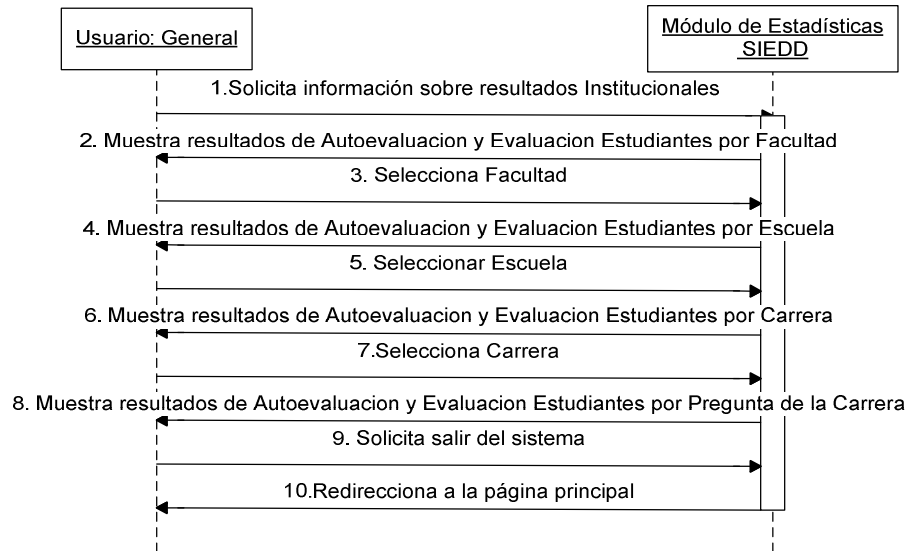 Usuario: General
Módulo de Estadísticas
SIEDD
1.Solicita información sobre resultados Institucionales
2. Muestra resultados de Autoevaluacion y Evaluacion Estudiantes por Facultad
3. Selecciona Facultad
4. Muestra resultados de Autoevaluacion y Evaluacion Estudiantes por Escuela
5. Seleccionar Escuela
6. Muestra resultados de Autoevaluacion y Evaluacion Estudiantes por Carrera
7.Selecciona Carrera
8. Muestra resultados de Autoevaluacion y Evaluacion Estudiantes por Pregunta de la Carrera
9. Solicita salir del sistema
10.Redirecciona a la página principal